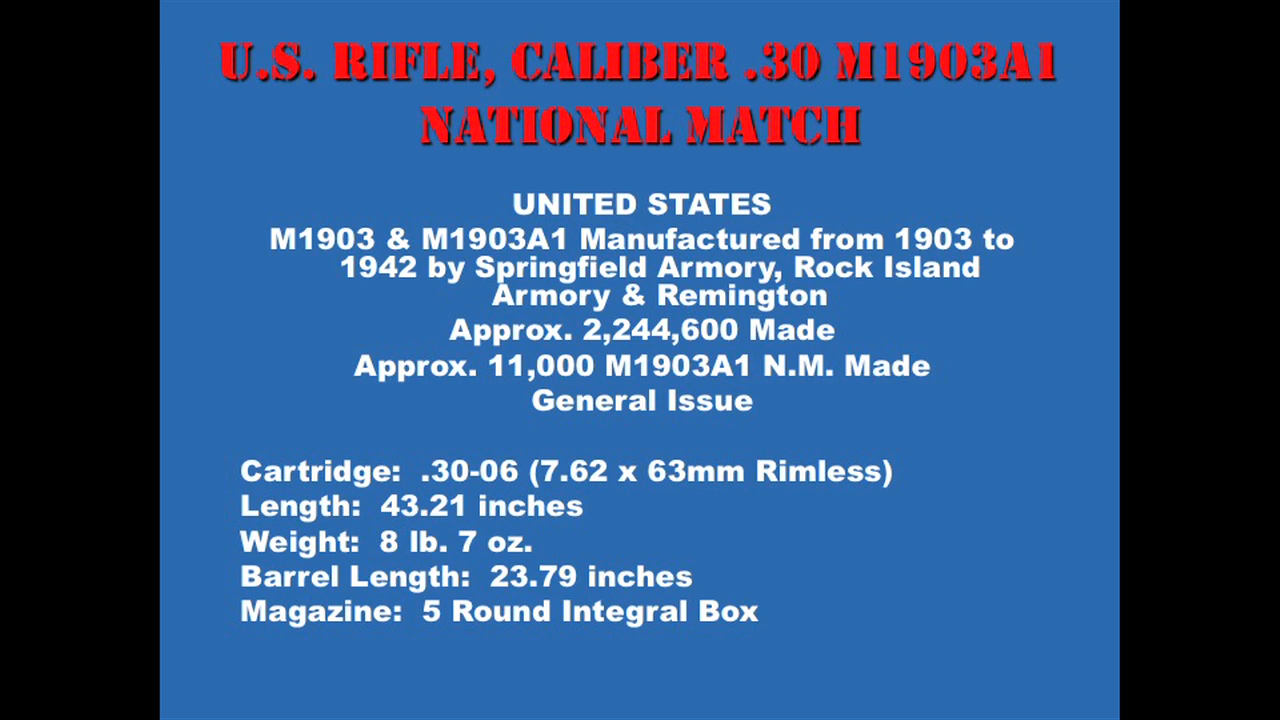 U.S. RIFLE, CALIBER .30 M1903A1
NATIONAL MATCH
UNITED STATES
M1903 & M1903A1 Manufactured from 1903 to
1942 by Springfield Armory, Rock Island
Armory & Remington
Approx. 2,244,600 Made
Approx. 11,000 M1903A1 N.M. Made
General Issue
Cartridge: .30-06 (7.62 x 63mm Rimless)
Length: 43.21 inches
Weight: 8 lb. 7 oz.
Barrel Length: 23.79 inches
Magazine: 5 Round Integral Box